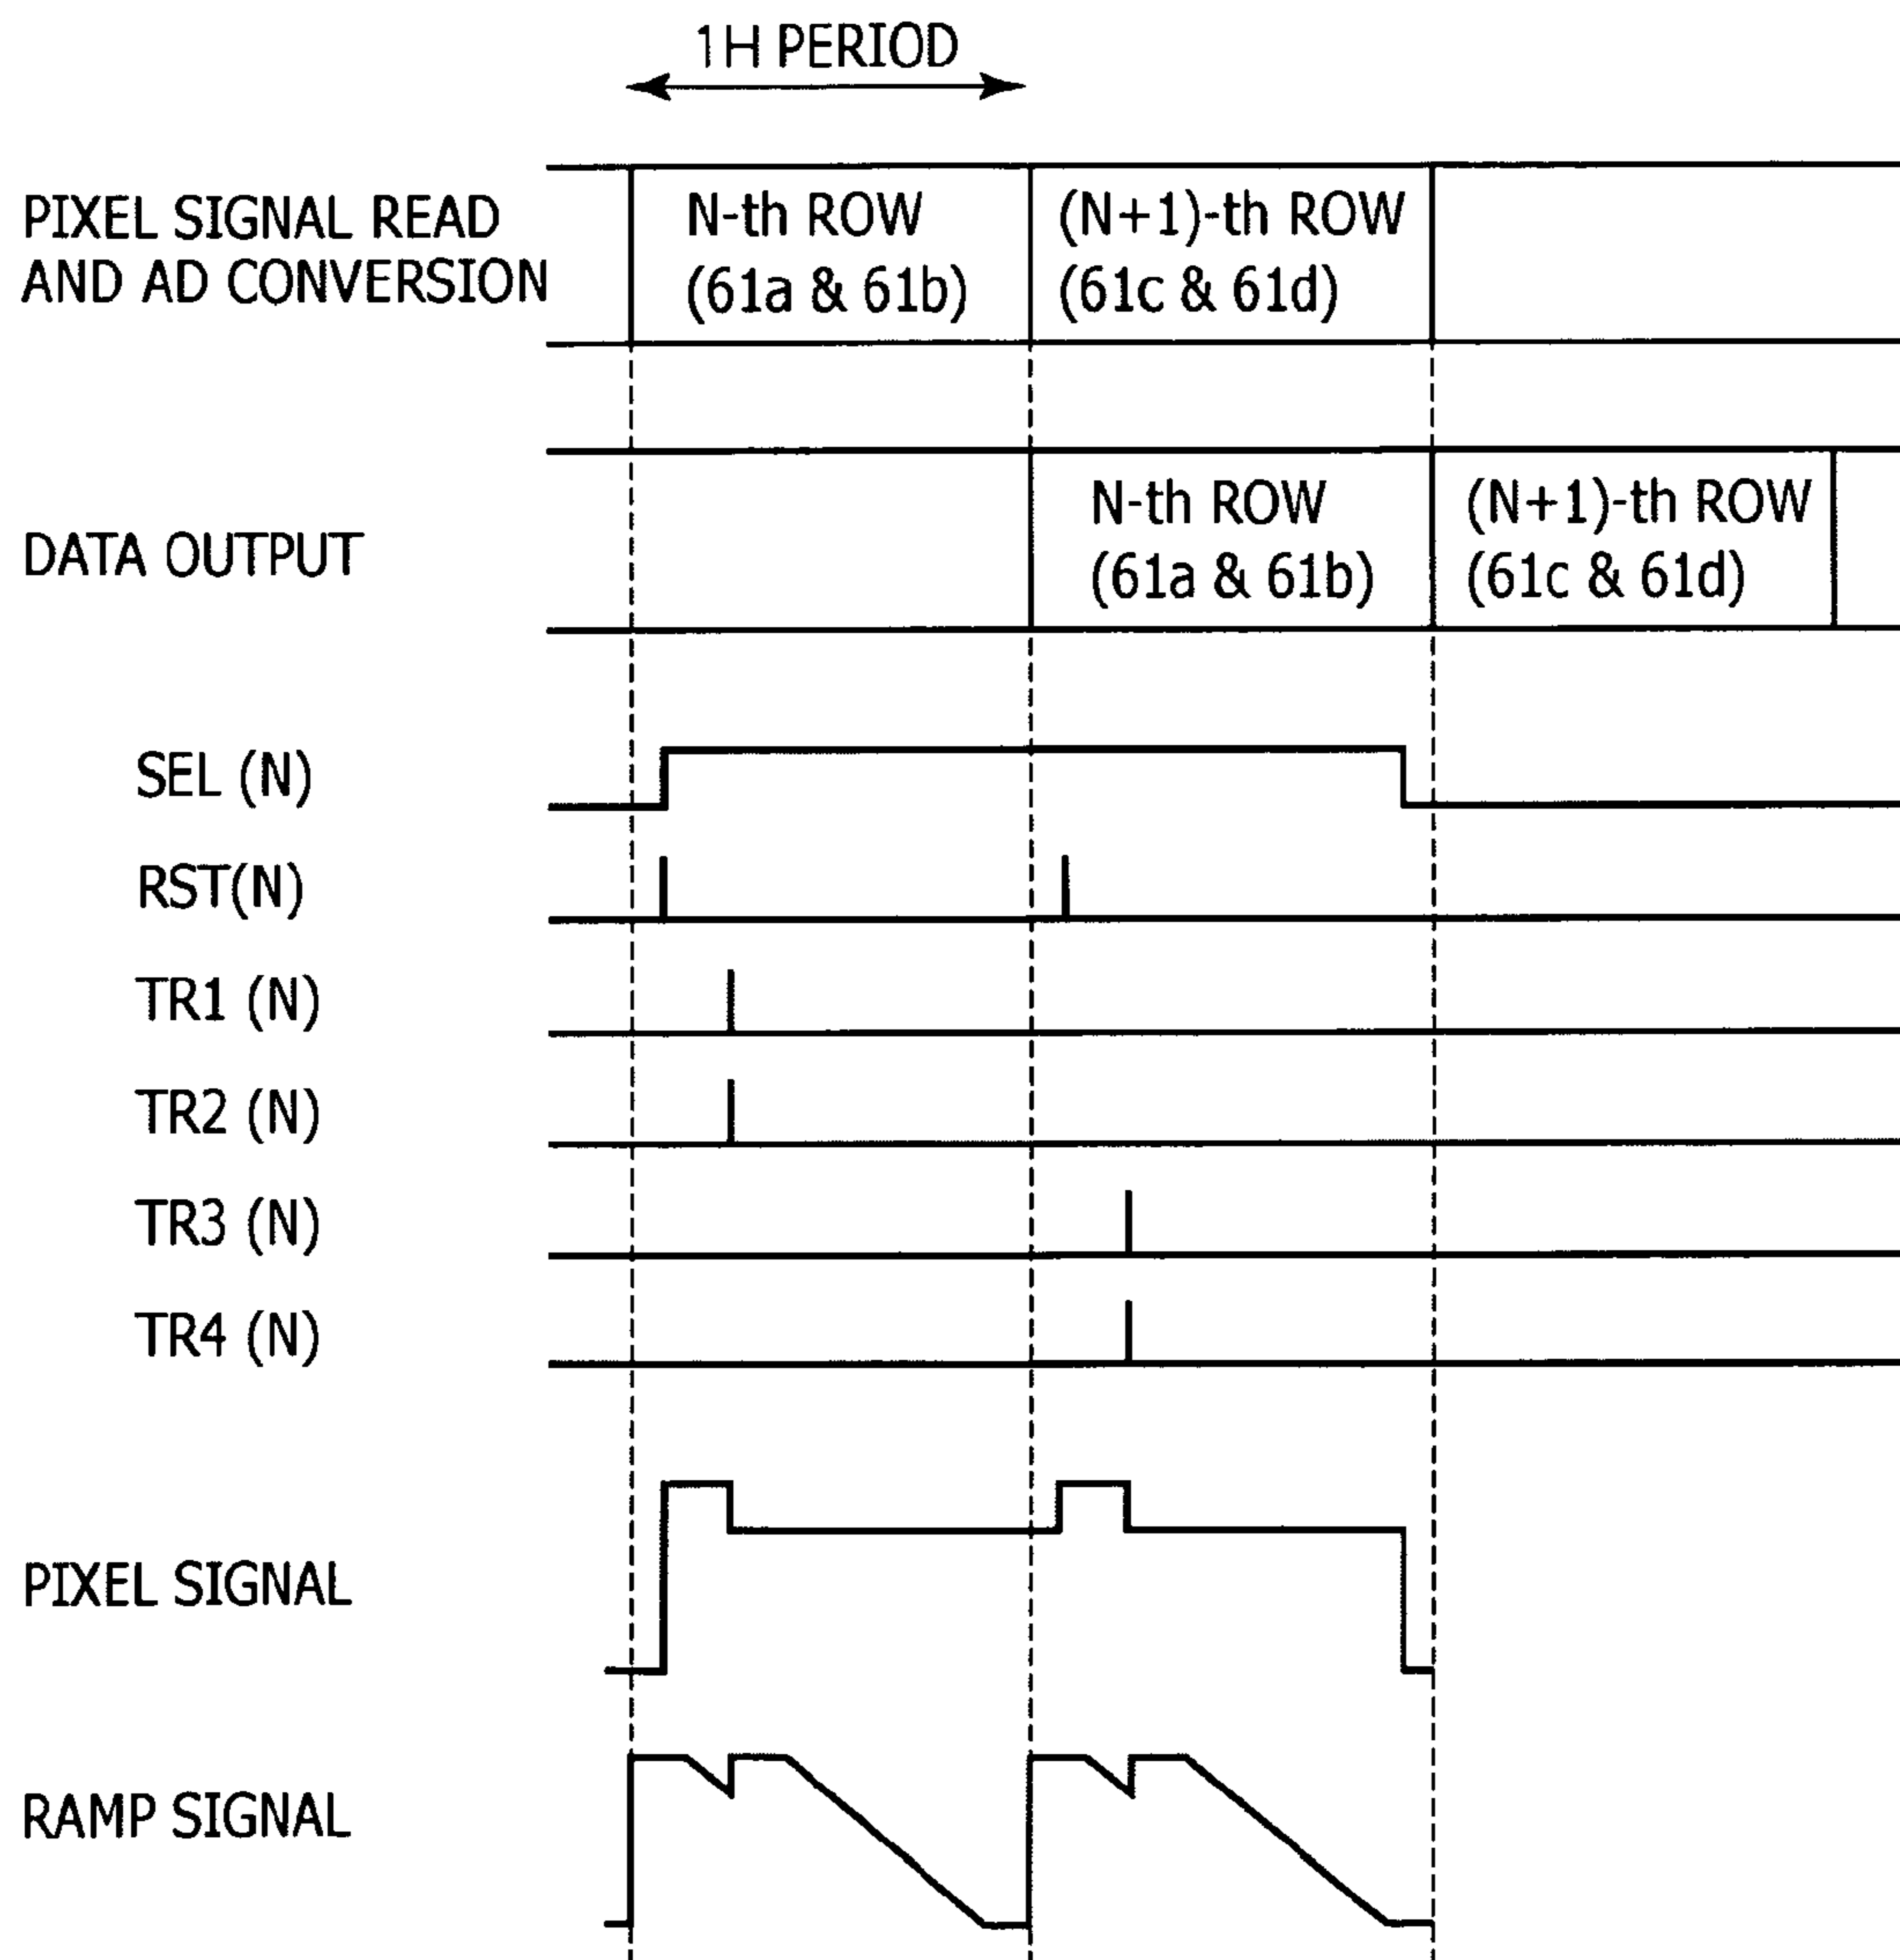 1H PERIOD
PIXEL SIGNAL READ
AND AD CONVERSION
N-th ROW
(61a & 61b)
(N+1)-th ROW
(61c & 61d)
DATA OUTPUT
N-th ROW
(61a & 61b)
(N+1)-th ROW
(61c & 61d)
SEL (N)
RST(N)
TR1 (N)
TR2 (N)
TR3 (N)
TR4 (N)
PIXEL SIGNAL
RAMP SIGNAL